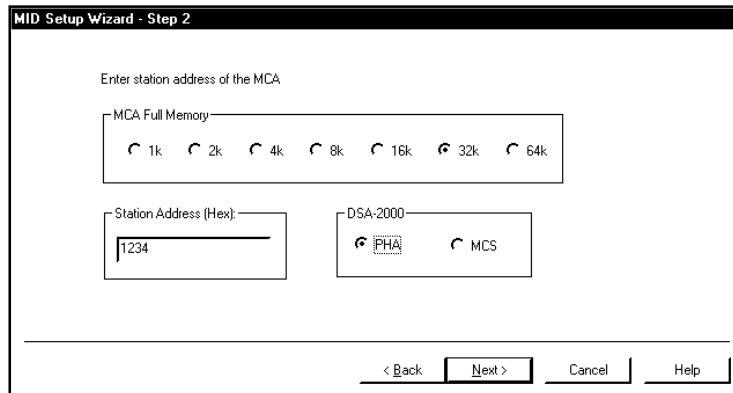 MID Setup Wizard - Step 2
Enter station address of the MCA
MCA Full Memory
1k 2k 4k 8k 16k 32k 64k
Station Address (Hex): DSA-2000
1234 PHA MCS
< Back Next > Cancel Help